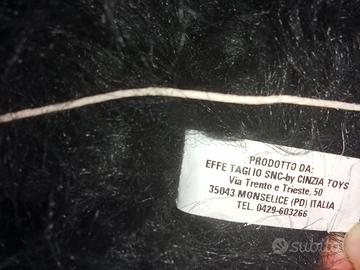 PRODOTTO DA:
EFFE TAGLIO SNC-by CINZIA TOYS
Via Trento e Trieste, 50
35043 MONSELICE (PD) ITALIA
TEL. 0429-603266
subito